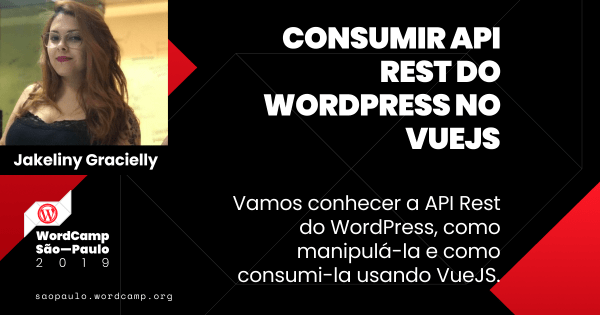 CONSUMIR API
REST DO
WORDPRESS NO
VUEJS
Jakeliny Gracielly
Vamos conhecer a API Rest
do WordPress, como
manipulá-la e como
consumi-la usando VueJS.
WordCamp
São—Paulo
2019
saopaulo.wordcamp.org